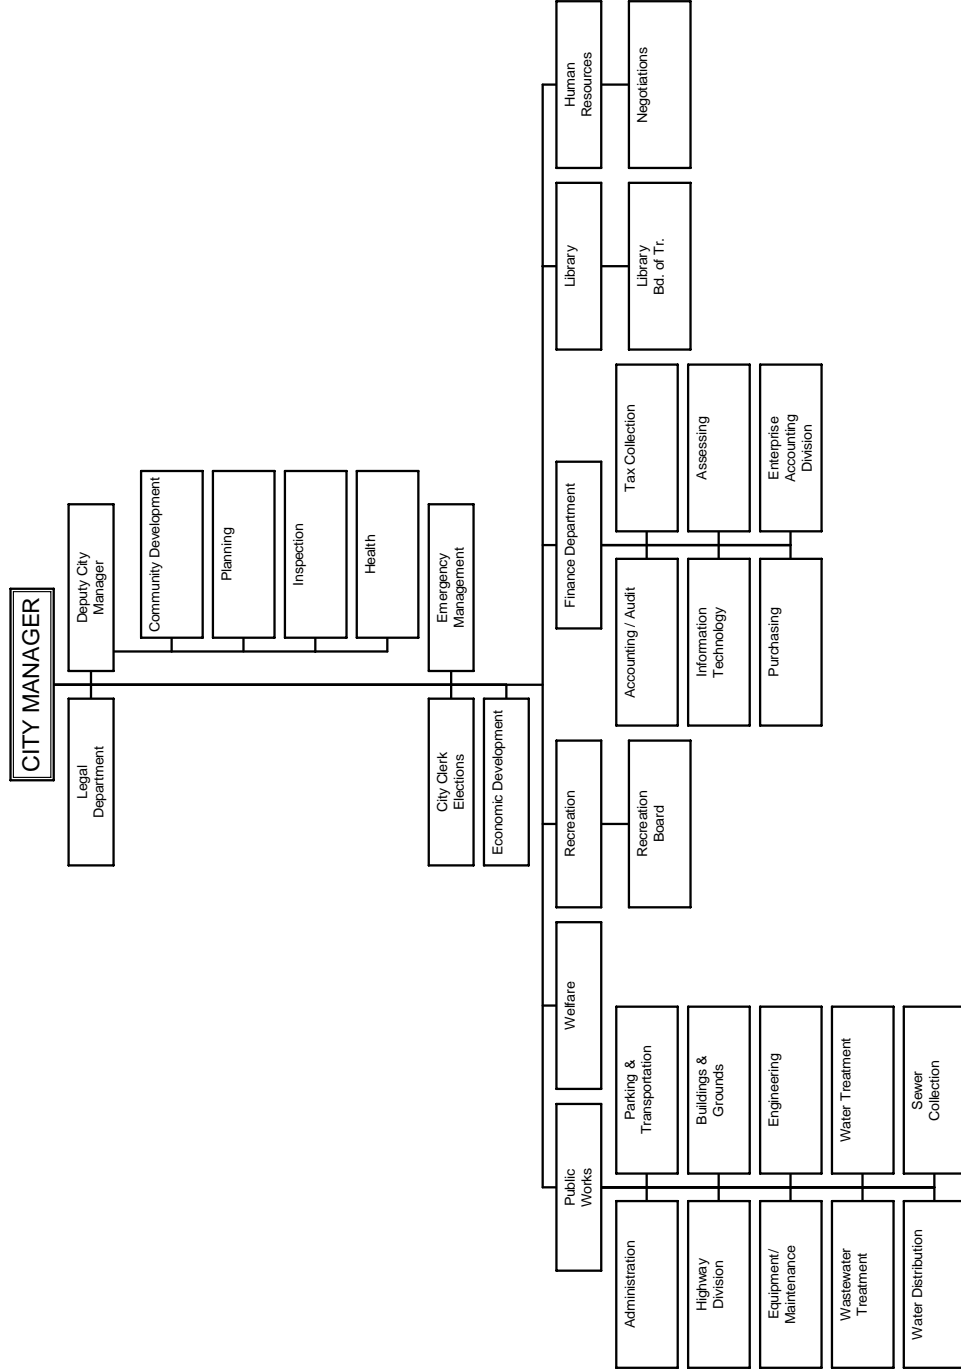 CITY MANAGER
Legal
Department
Deputy City
Manager
Community Development
Planning
Inspection
Health
City Clerk
Elections
Emergency
Management
Economic Development
Public
Works
Welfare
Recreation
Finance Department
Library
Human
Resources
Administration
Parking &
Transportation
Highway
Division
Buildings &
Grounds
Equipment/
Maintenance
Engineering
Wastewater
Treatment
Water Treatment
Water Distribution
Sewer
Collection
Recreation
Board
Accounting / Audit
Tax Collection
Information
Technology
Assessing
Purchasing
Enterprise
Accounting
Division
Library
Bd. of Tr.
Negotiations